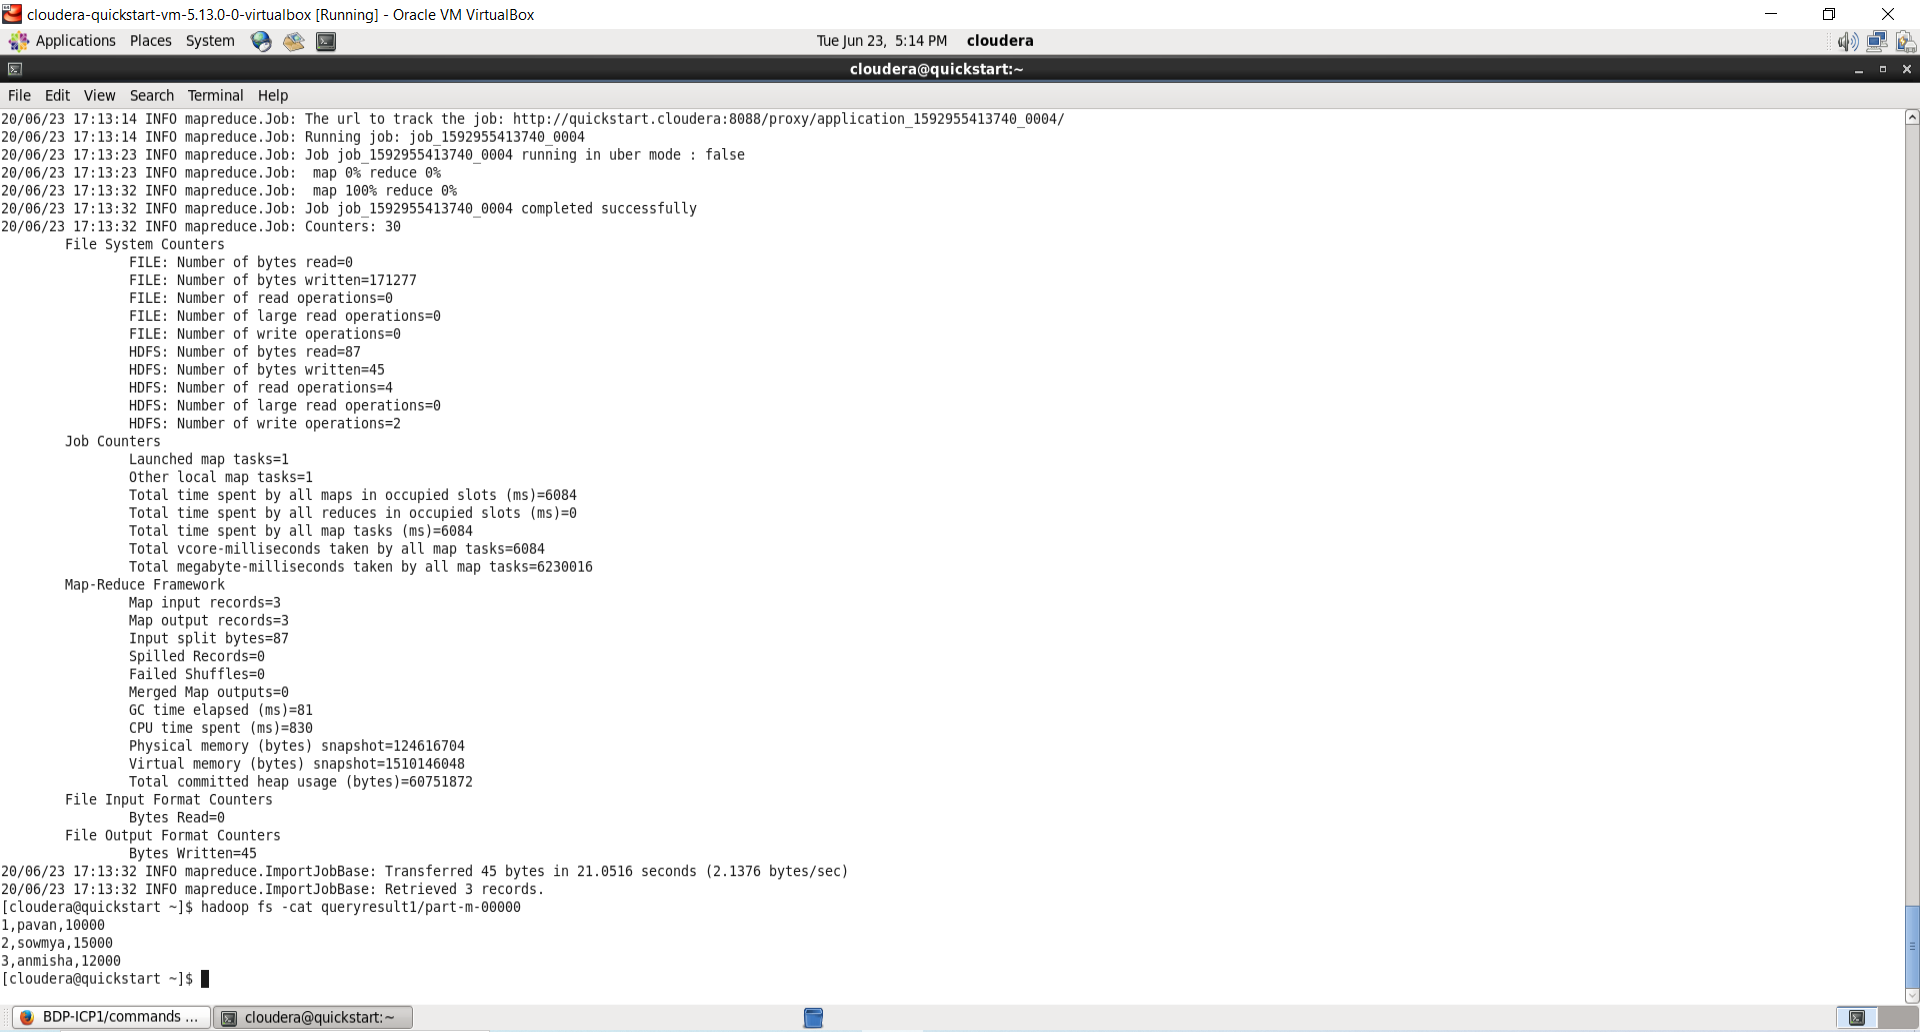 cloudera-quickstart-vm-5.13.0-0-virtualbox [Running] - Oracle VM VirtualBox
Applications Places System Tue Jun 23, 5:14 PM cloudera
cloudera@quickstart:~
File Edit View Search Terminal Help
20/06/23 17:13:14 INFO mapreduce.Job: The url to track the job: http://quickstart.cloudera:8088/proxy/application_1592955413740_0004/
20/06/23 17:13:14 INFO mapreduce.Job: Running job: job_1592955413740_0004
20/06/23 17:13:23 INFO mapreduce.Job: Job job_1592955413740_0004 running in uber mode : false
20/06/23 17:13:23 INFO mapreduce.Job:  map 0% reduce 0%
20/06/23 17:13:32 INFO mapreduce.Job:  map 100% reduce 0%
20/06/23 17:13:32 INFO mapreduce.Job: Job job_1592955413740_0004 completed successfully
20/06/23 17:13:32 INFO mapreduce.Job: Counters: 30
File System Counters
FILE: Number of bytes read=0
FILE: Number of bytes written=171277
FILE: Number of read operations=0
FILE: Number of large read operations=0
FILE: Number of write operations=0
HDFS: Number of bytes read=87
HDFS: Number of bytes written=45
HDFS: Number of read operations=4
HDFS: Number of large read operations=0
HDFS: Number of write operations=2
Job Counters
Launched map tasks=1
Other local map tasks=1
Total time spent by all maps in occupied slots (ms)=6084
Total time spent by all reduces in occupied slots (ms)=0
Total time spent by all map tasks (ms)=6084
Total vcore-milliseconds taken by all map tasks=6084
Total megabyte-milliseconds taken by all map tasks=6230016
Map-Reduce Framework
Map input records=3
Map output records=3
Input split bytes=87
Spilled Records=0
Failed Shuffles=0
Merged Map outputs=0
GC time elapsed (ms)=81
CPU time spent (ms)=830
Physical memory (bytes) snapshot=124616704
Virtual memory (bytes) snapshot=1510146048
Total committed heap usage (bytes)=60751872
File Input Format Counters
Bytes Read=0
File Output Format Counters
Bytes Written=45
20/06/23 17:13:32 INFO mapreduce.ImportJobBase: Transferred 45 bytes in 21.0516 seconds (2.1376 bytes/sec)
20/06/23 17:13:32 INFO mapreduce.ImportJobBase: Retrieved 3 records.
[cloudera@quickstart ~]$ hadoop fs -cat queryresult1/part-m-00000
1,pavan,10000
2,sowmya,15000
3,anmisha,12000
[cloudera@quickstart ~]$
BDP-ICP1/commands ... cloudera@quickstart:~